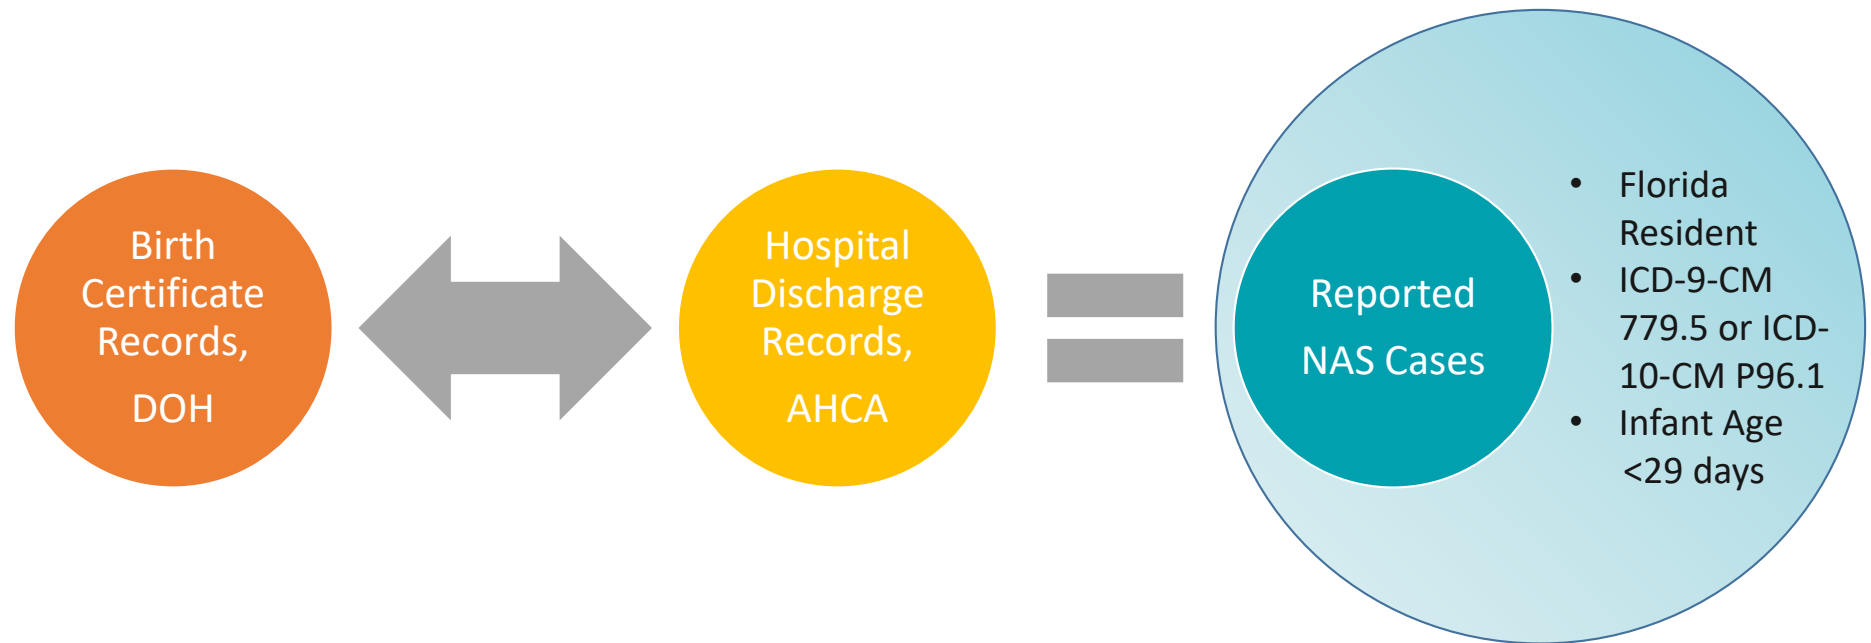 Birth
Certificate
Records,
DOH
Hospital
Discharge
Records,
AHCA
Reported
NAS Cases
• Florida
Resident
• ICD-9-CM
779.5 or ICD-
10-CM P96.1
• Infant Age
<29 days